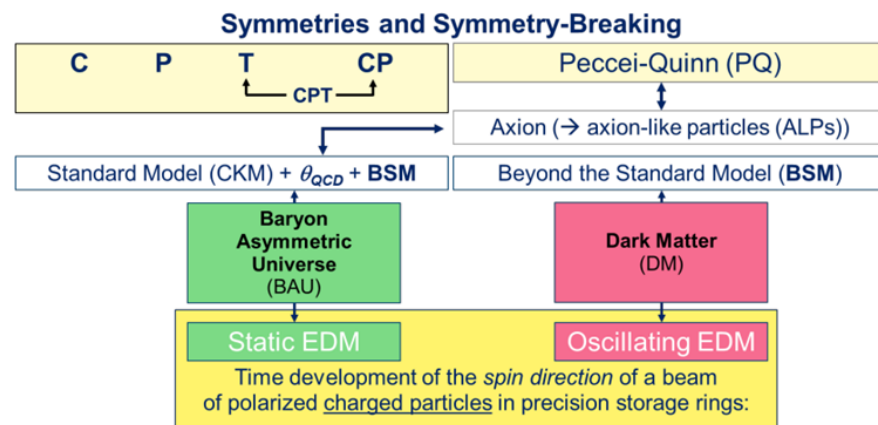 Symmetries and Symmetry-Breaking
C P T CP
CPT
Peccei-Quinn (PQ)
Axion (→ axion-like particles (ALPs))
Standard Model (CKM) + θQCD + BSM
Beyond the Standard Model (BSM)
Baryon
Asymmetric
Universe
(BAU)
Dark Matter
(DM)
Static EDM
Oscillating EDM
Time development of the spin direction of a beam
of polarized charged particles in precision storage rings: